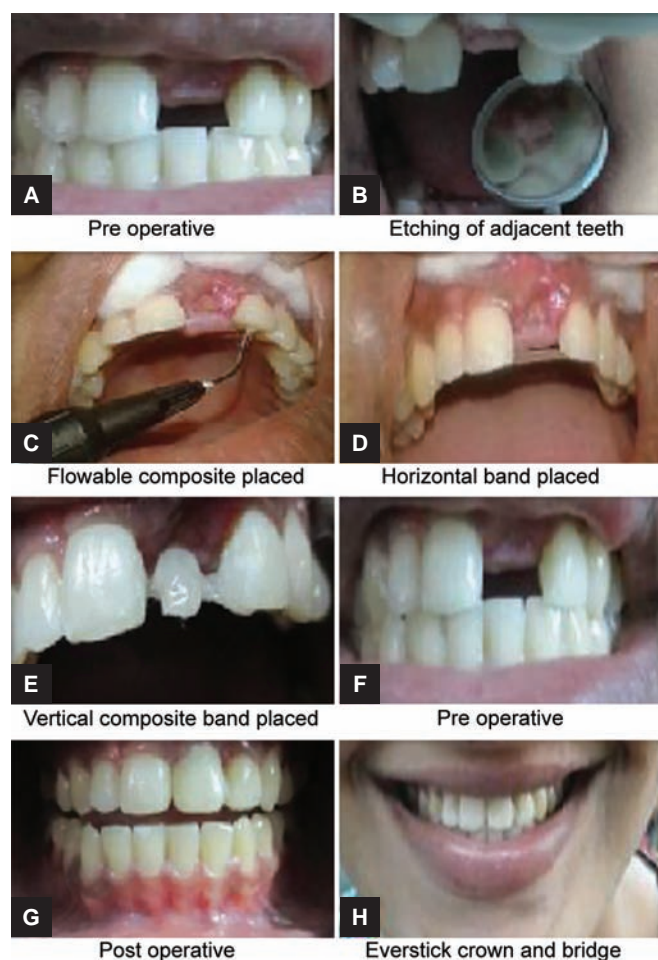 A
Pre operative
B
Etching of adjacent teeth
C
Flowable composite placed
D
Horizontal band placed
E
Vertical composite band placed
F
Pre operative
G
Post operative
H
Everstick crown and bridge